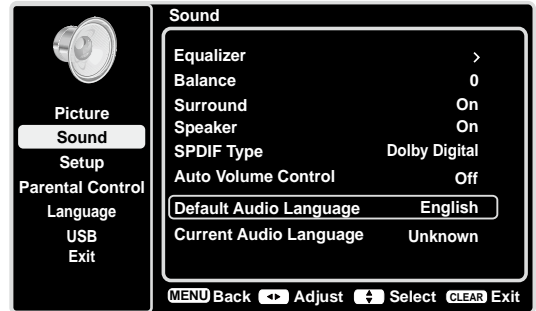 Sound
Equalizer >
Balance 0
Surround On
Speaker On
SPDIF Type Dolby Digital
Auto Volume Control Off
Default Audio Language English
Current Audio Language Unknown
Picture
Sound
Setup
Parental Control
Language
USB
Exit
MENU Back Adjust Select CLEAR Exit